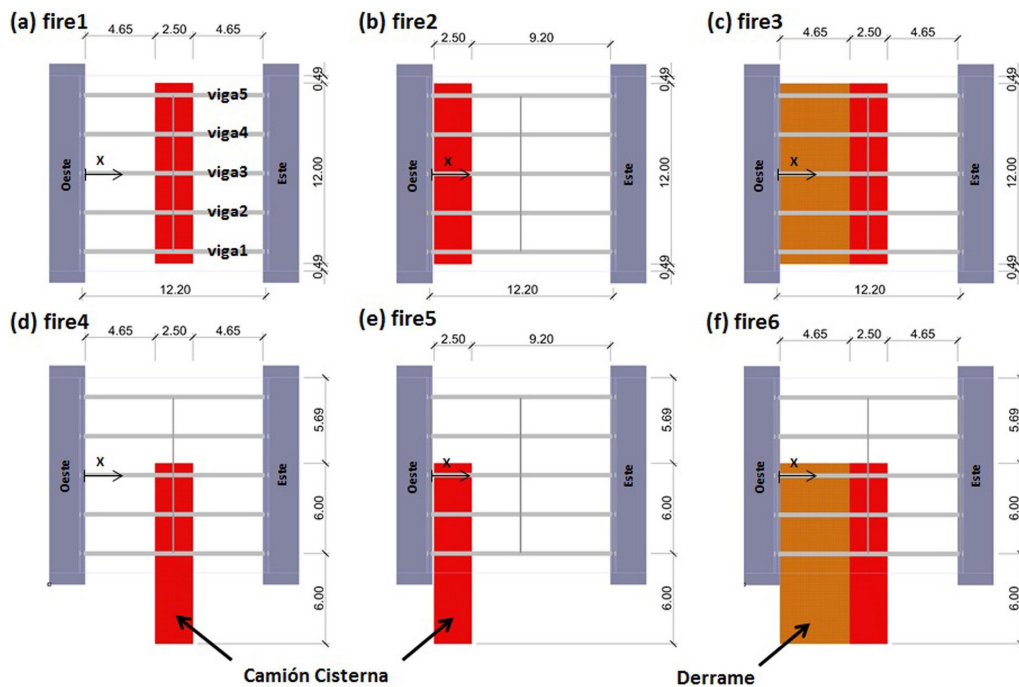 (a) fire1
4.65 2.50 4.65
viga5
viga4
X
viga3
viga2
viga1
Oeste
Este
0.49
12.00
0.49
12.20
(b) fire2
2.50 9.20
X
Oeste
Este
0.49
12.00
0.49
12.20
(c) fire3
4.65 2.50 4.65
X
Oeste
Este
0.49
12.00
0.49
12.20
(d) fire4
4.65 2.50 4.65
X
Oeste
Este
5.69
6.00
6.00
(e) fire5
2.50 9.20
X
Oeste
Este
5.69
6.00
6.00
(f) fire6
4.65 2.50 4.65
X
Oeste
Este
5.69
6.00
6.00
Camión Cisterna
Derrame